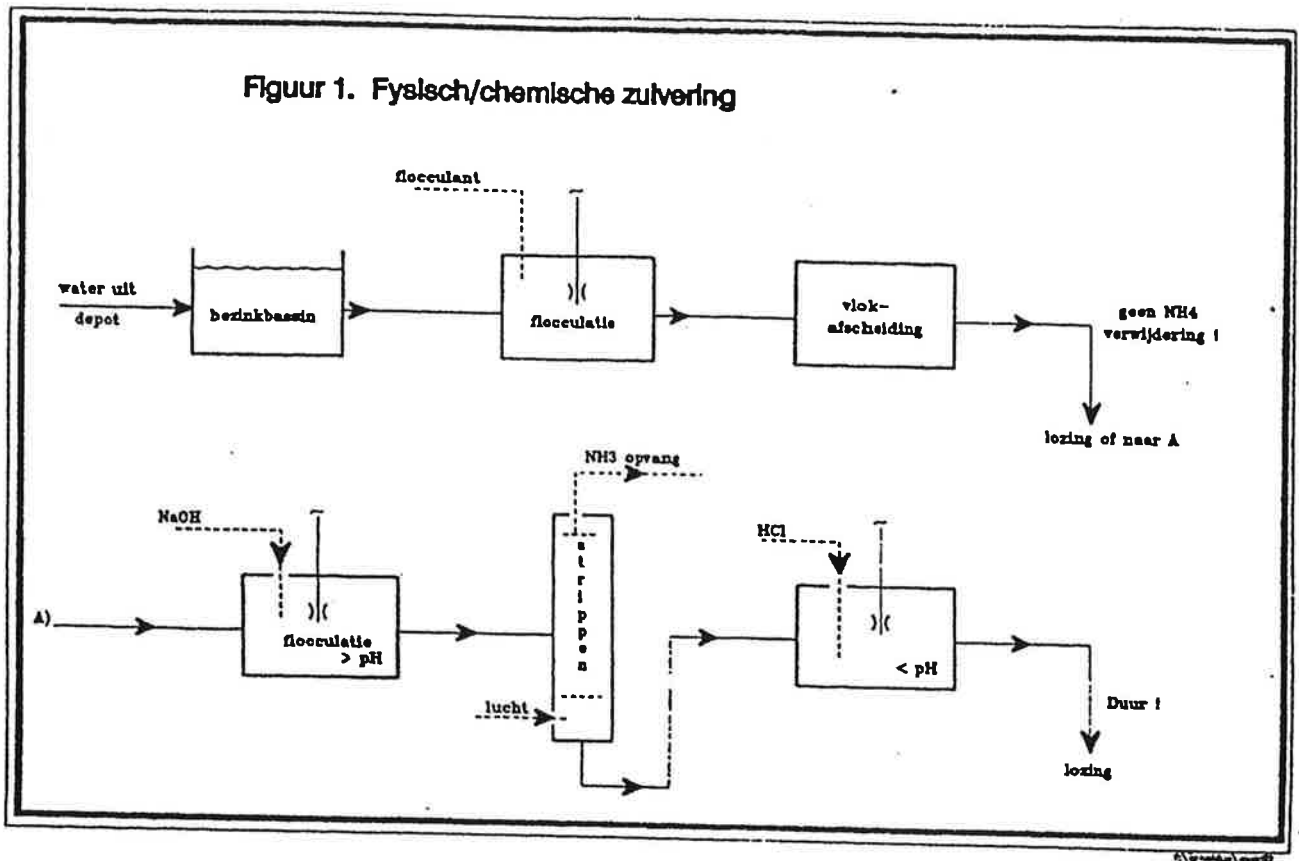 Figuur 1. Fysisch/chemische zuivering
flocculant
water uit
depot
bezinkbassin
flocculatie
vlok-
afscheiding
geen NH4
verwijdering !
lozing of naar A
NH3 opvang
NaOH
HCl
A)
flocculatie
> pH
strippen
< pH
lucht
Duur !
lozing